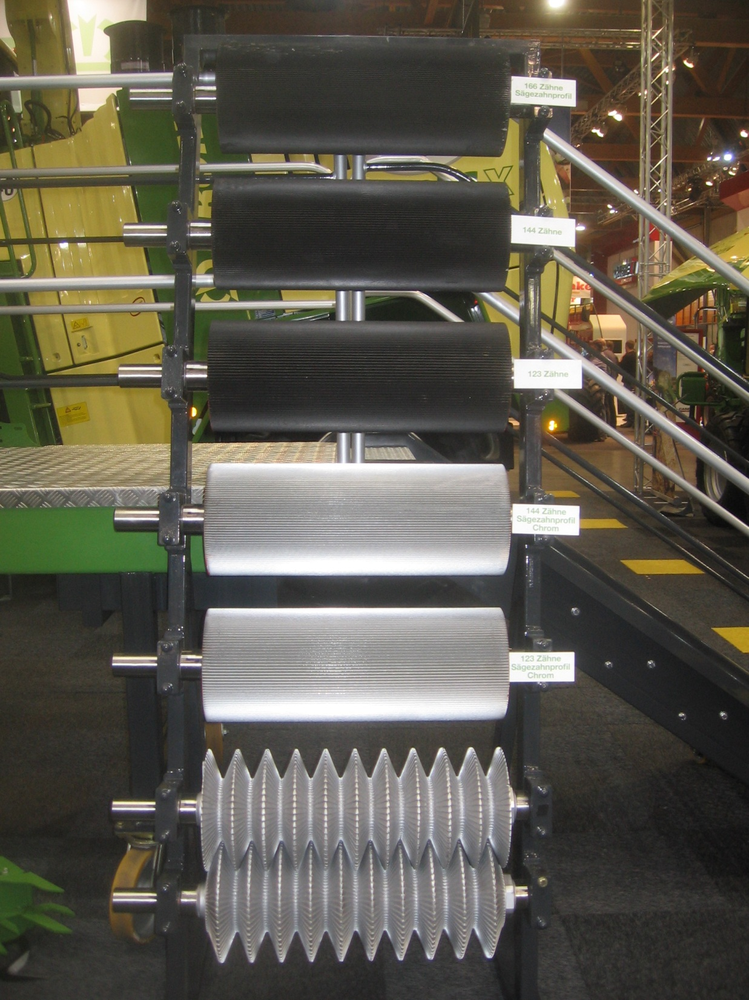 166 Zähne
Sägezahnprofil
X
144 Zähne
123 Zähne
144 Zähne
Sägezahnprofil
Chrom
123 Zähne
Sägezahnprofil
Chrom